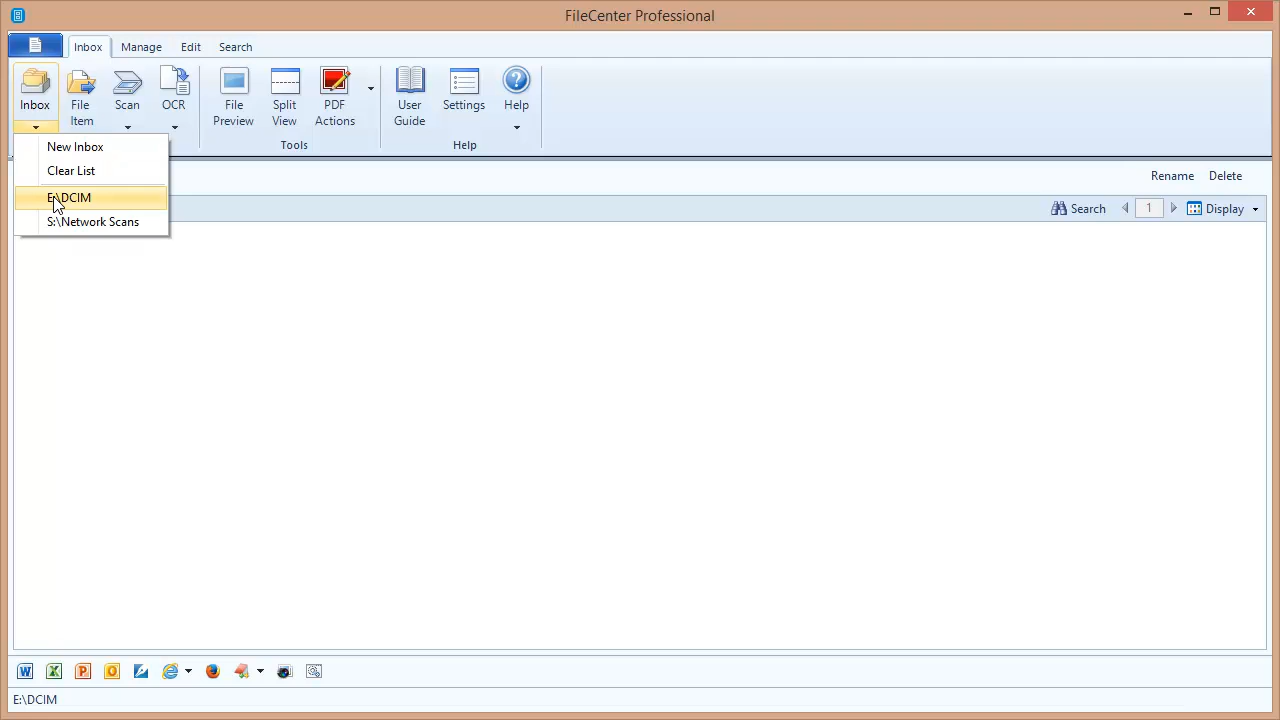 FileCenter Professional
Inbox Manage Edit Search
Inbox
File Item
Scan
OCR
File Preview
Split View
PDF Actions
User Guide
Settings
Help
Tools
Help
New Inbox
Clear List
E:\DCIM
S:\Network Scans
Rename Delete
Search 1 Display
E:\DCIM